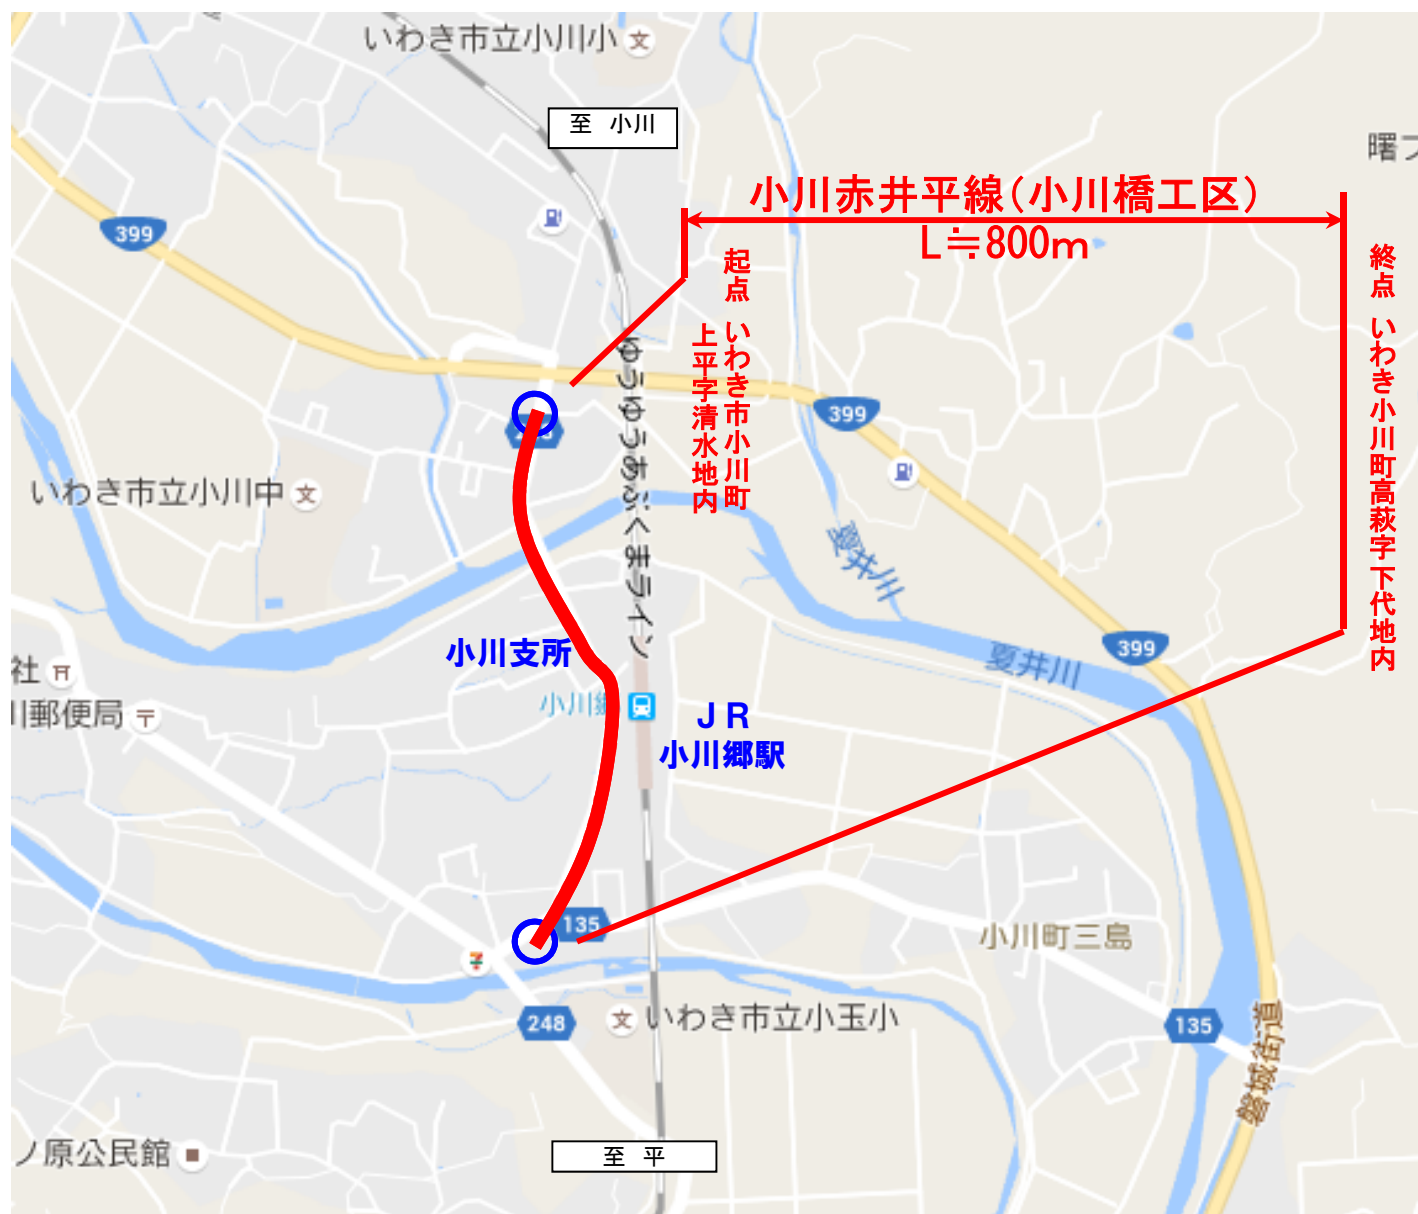 いわき市立小川小
至 小川
曙ブ
小川赤井平線(小川橋工区)
L≒800m
399
起点 いわき市小川町
上平字清水地内
終点 いわき小川町高萩字下代地内
ゆうゆうあぶくまライン
399
いわき市立小川中
夏井川
399
夏井川
小川支所
社
川郵便局
小川郷
JR
小川郷駅
135
小川町三島
248
いわき市立小玉小
135
磐城街道
ノ原公民館
至 平